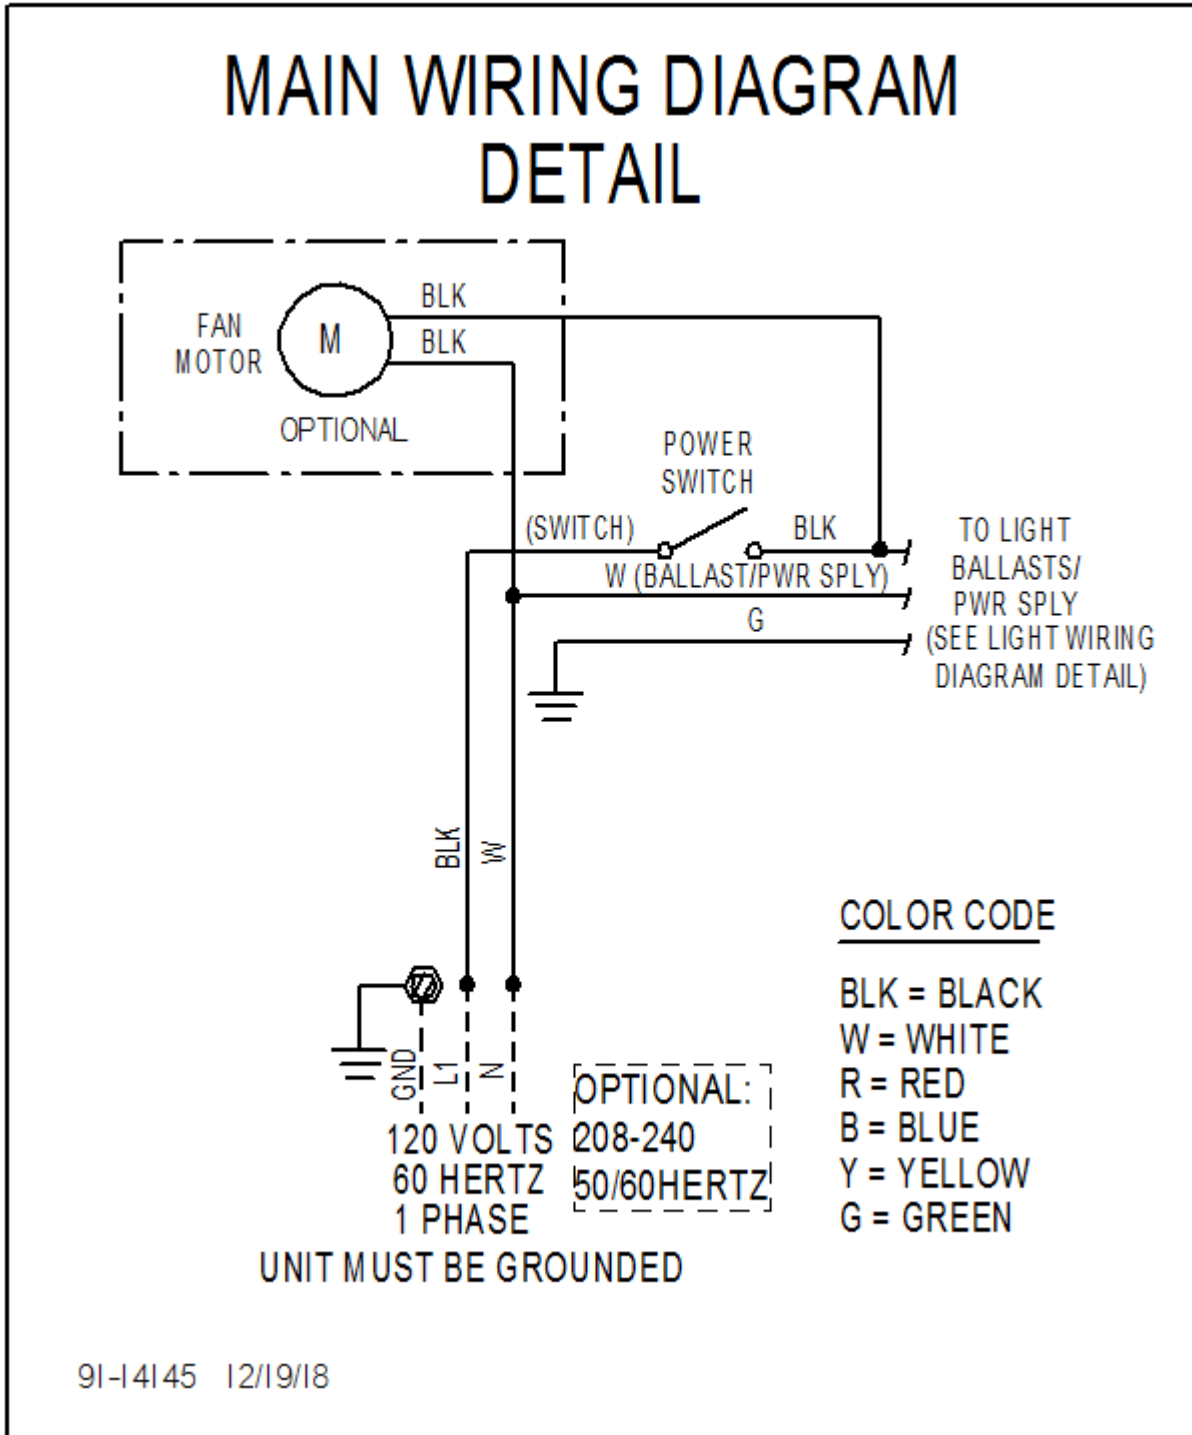 MAIN WIRING DIAGRAM
DETAIL
BLK
FAN
MOTOR
M
BLK
OPTIONAL
POWER
SWITCH
(SWITCH)
BLK
W (BALLAST/PWR SPLY)
G
TO LIGHT
BALLASTS/
PWR SPLY
(SEE LIGHT WIRING
DIAGRAM DETAIL)
BLK
W
GND
L1
N
120 VOLTS
60 HERTZ
1 PHASE
UNIT MUST BE GROUNDED
OPTIONAL:
208-240
50/60HERTZ
COLOR CODE
BLK = BLACK
W = WHITE
R = RED
B = BLUE
Y = YELLOW
G = GREEN
91-14145 12/19/18